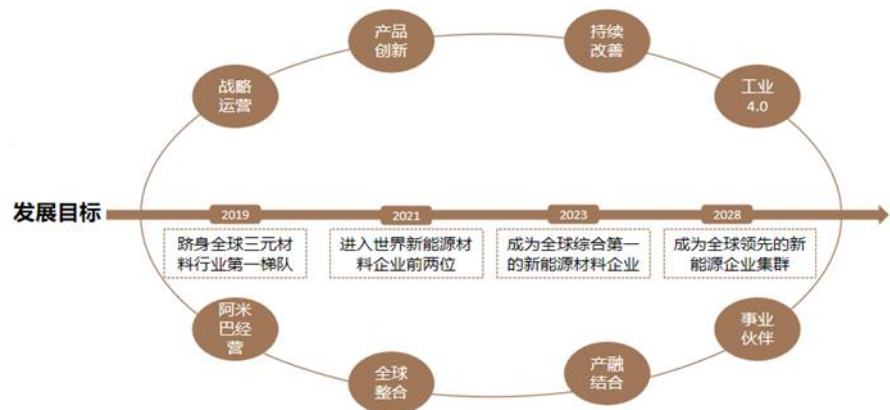 产品
创新
持续
改善
战略
运营
工业
4.0
发展目标
2019
2021
2023
2028
跻身全球三元材
料行业第一梯队
进入世界新能源材
料企业前两位
成为全球综合第一
的新能源材料企业
成为全球领先的新
能源企业集群
阿米
巴经
营
全球
整合
产融
结合
事业
伙伴